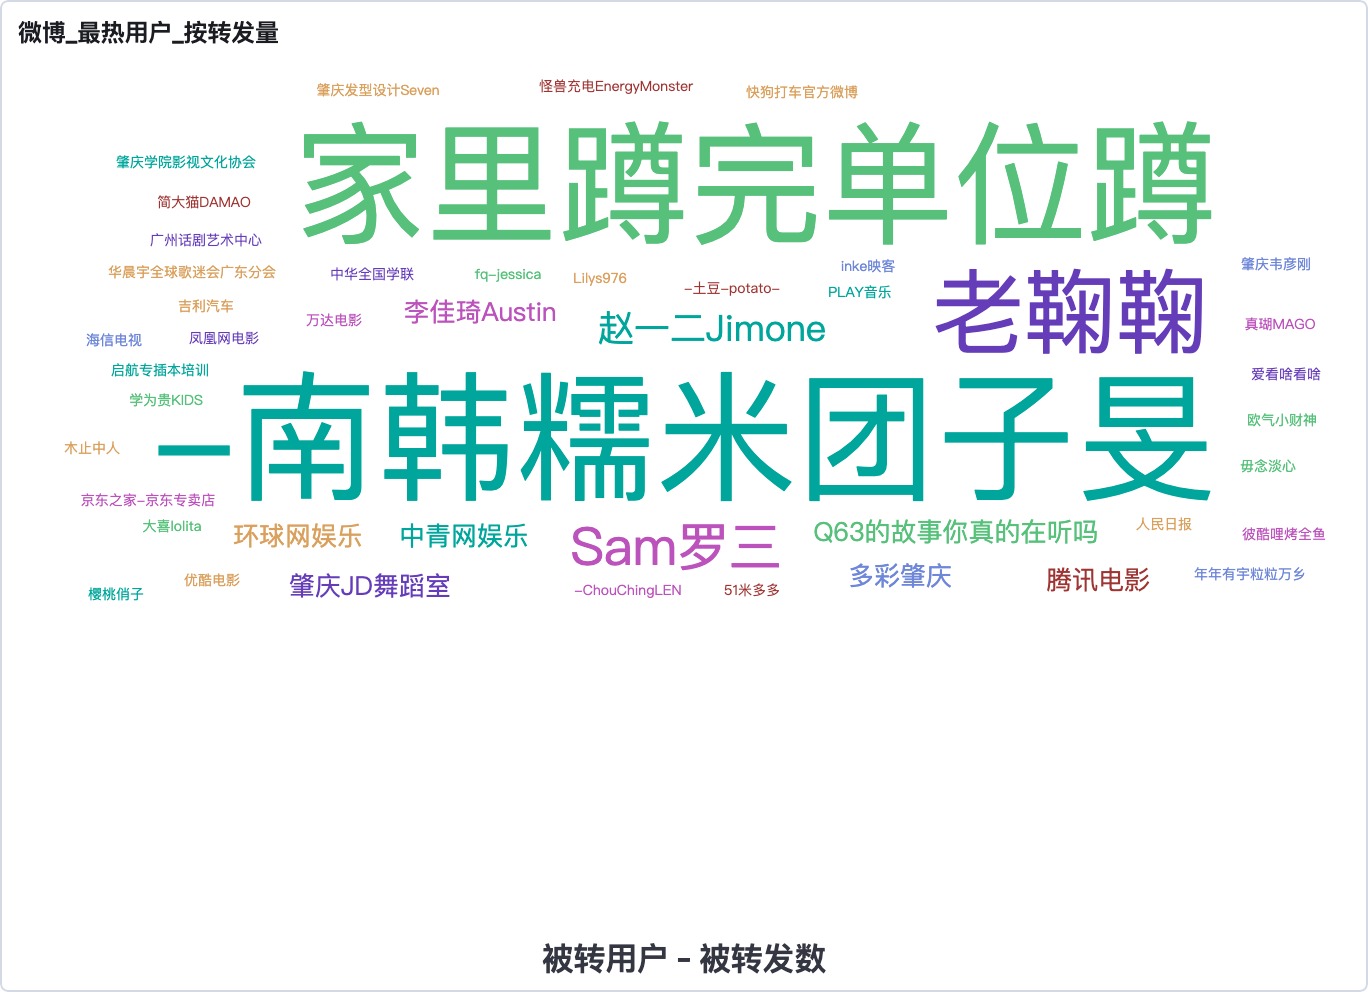 微博_最热用户_按转发量
肇庆发型设计Seven
怪兽充电EnergyMonster
快狗打车官方微博
家里蹲完单位蹲
肇庆学院影视文化协会
简大猫DAMAO
广州话剧艺术中心
华晨宇全球歌迷会广东分会
中华全国学联
fq-jessica
Lilys976
-土豆-potato-
inke映客
PLAY音乐
肇庆韦彦刚
吉利汽车
万达电影
李佳琦Austin
赵一二Jimone
老鞠鞠
真瑚MAGO
海信电视
凤凰网电影
启航专插本培训
爱看啥看啥
学为贵KIDS
欧气小财神
木止中人
-南韩糯米团子旻
毋念淡心
京东之家-京东专卖店
大喜lolita
环球网娱乐
中青网娱乐
Sam罗三
Q63的故事你真的在听吗
人民日报
彼酷哩烤全鱼
樱桃俏子
优酷电影
肇庆JD舞蹈室
-ChouChingLEN
51米多多
多彩肇庆
腾讯电影
年年有宇粒粒万乡
被转用户 - 被转发数